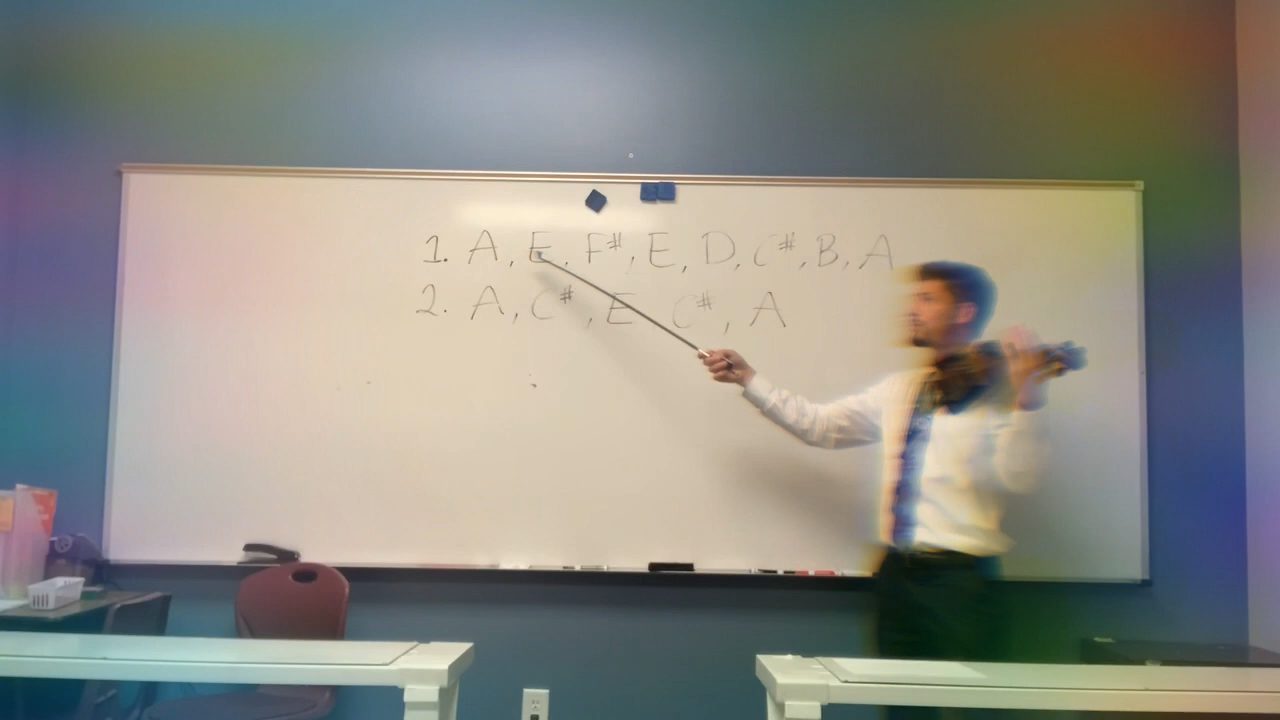 1. A, E, F#, E, D, C#, B, A
2. A, C#, E C#, A